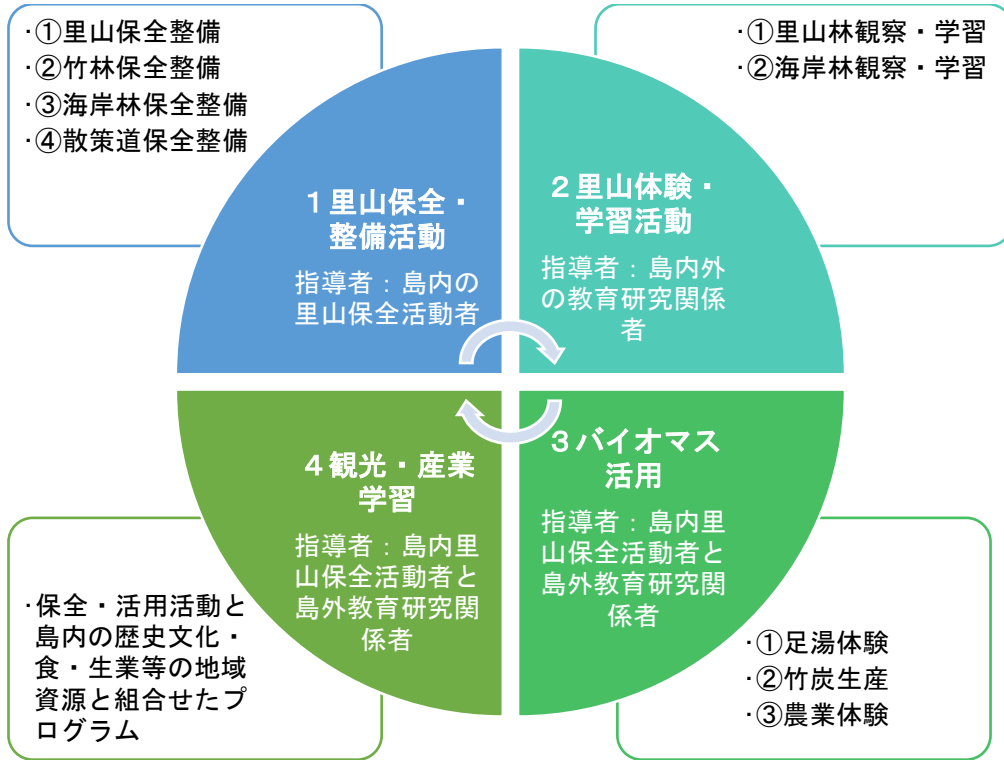 ・①里山保全整備
・②竹林保全整備
・③海岸林保全整備
・④散策道保全整備
・①里山林観察・学習
・②海岸林観察・学習
１里山保全・
整備活動
指導者：島内の
里山保全活動者
２里山体験・
学習活動
指導者：島内外
の教育研究関係
者
４観光・産業
学習
指導者：島内里
山保全活動者と
島外教育研究関
係者
３バイオマス
活用
指導者：島内里
山保全活動者と
島外教育研究関
係者
・保全・活用活動と
島内の歴史文化・
食・生業等の地域
資源と組合せたプ
ログラム
・①足湯体験
・②竹炭生産
・③農業体験